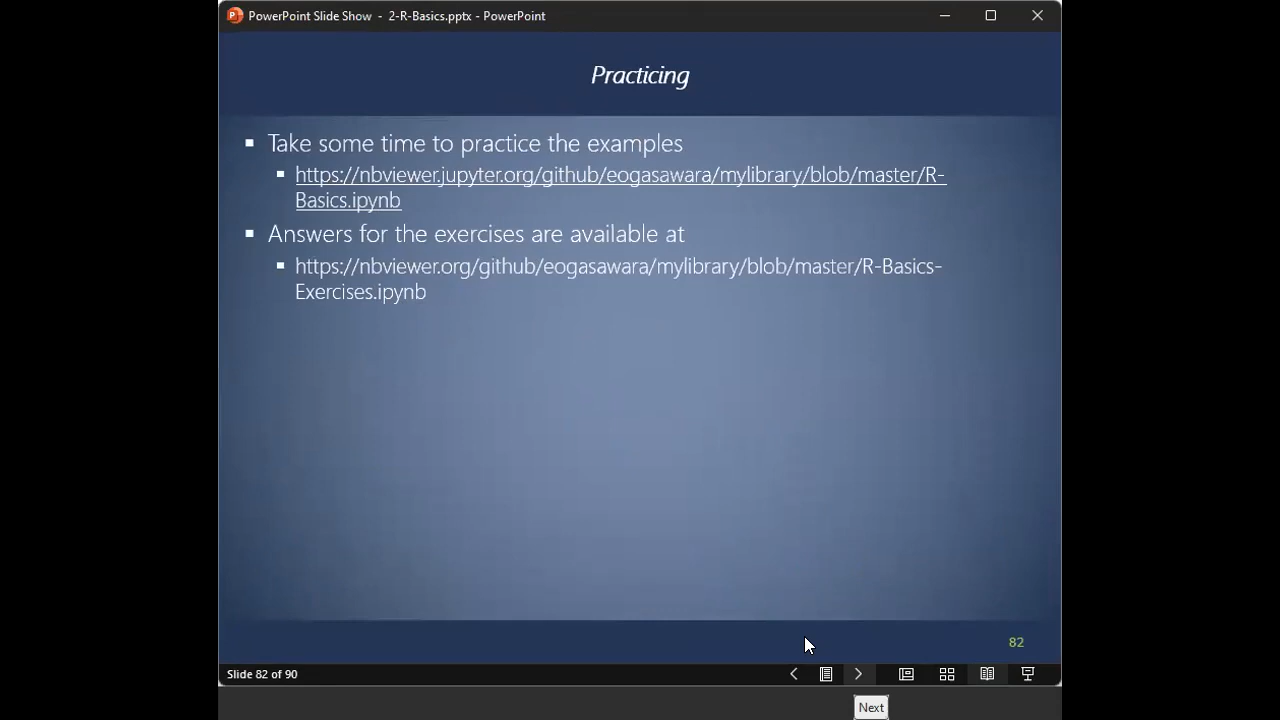 PowerPoint Slide Show - 2-R-Basics.pptx - PowerPoint
Practicing
Take some time to practice the examples
https://nbviewer.jupyter.org/github/eogasawara/mylibrary/blob/master/R-
Basics.ipynb
Answers for the exercises are available at
https://nbviewer.org/github/eogasawara/mylibrary/blob/master/R-Basics-
Exercises.ipynb
82
Slide 82 of 90
Next